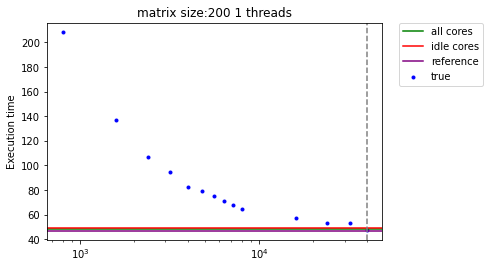 matrix size:200 1 threads
Execution time
200
180
160
140
120
100
80
60
40
10³
10⁴
all cores
idle cores
reference
true